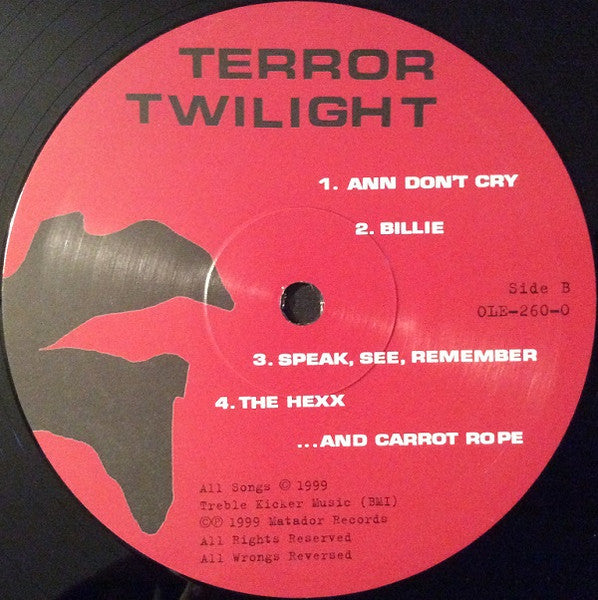 TERROR
TWILIGHT
1. ANN DON'T CRY
2. BILLIE
Side B
OLE-260-0
3. SPEAK, SEE, REMEMBER
4. THE HEXX
...AND CARROT ROPE
All Songs © 1999
Treble Kicker Music (BMI)
©℗ 1999 Matador Records
All Rights Reserved
All Wrongs Reversed